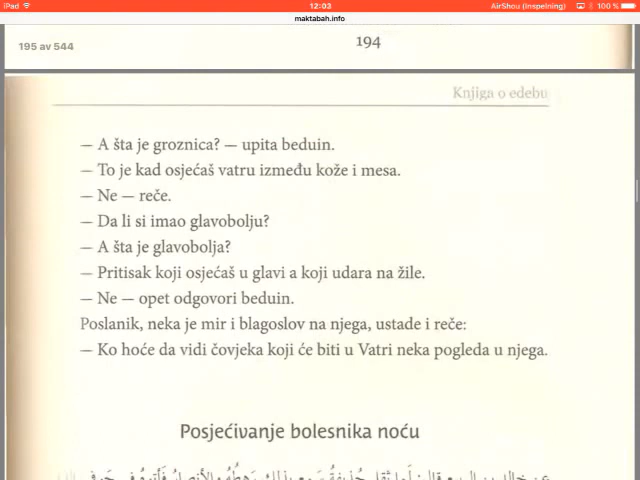 iPad 12:03 AirShou (Inspelning) 100 %
maktabah.info
195 av 544
194
Knjiga o edebu
— A šta je groznica? — upita beduin.
— To je kad osjećaš vatru između kože i mesa.
— Ne — reče.
— Da li si imao glavobolju?
— A šta je glavobolja?
— Pritisak koji osjećaš u glavi a koji udara na žile.
— Ne — opet odgovori beduin.
Poslanik, neka je mir i blagoslov na njega, ustade i reče:
— Ko hoće da vidi čovjeka koji će biti u Vatri neka pogleda u njega.
Posjećivanje bolesnika noću